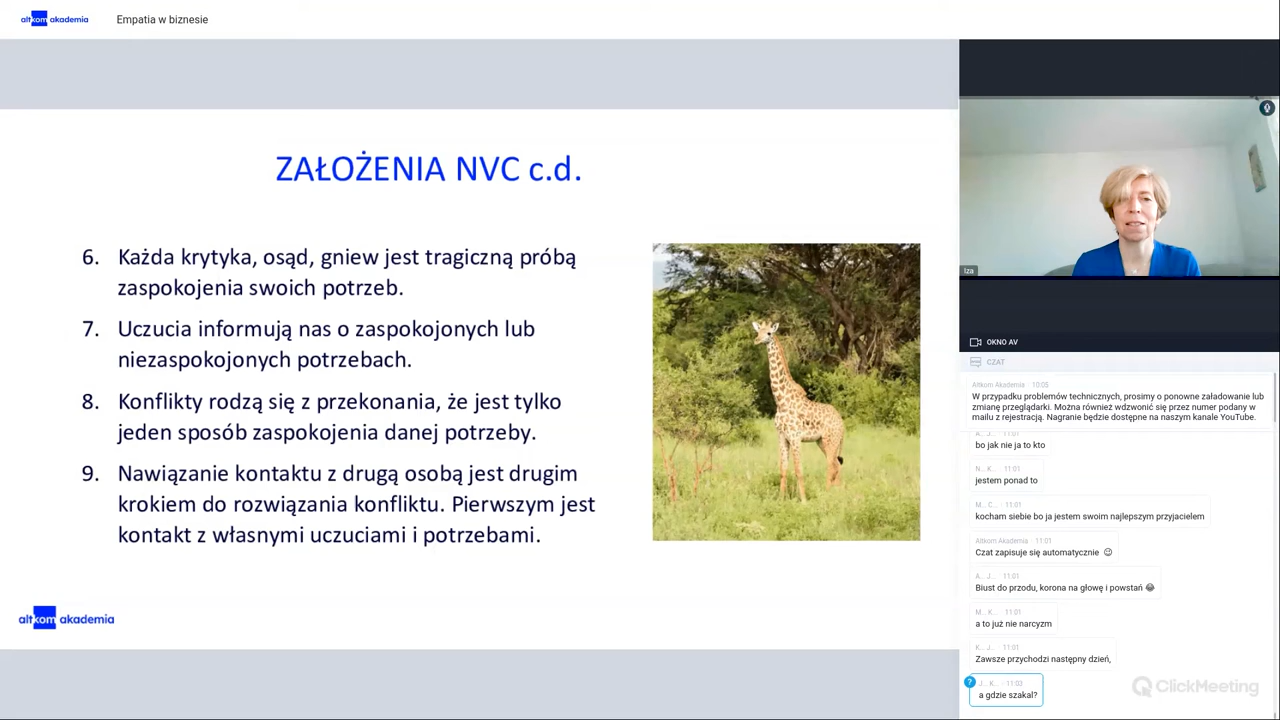 altkom akademia
Empatia w biznesie
ZAŁOŻENIA NVC c.d.
6. Każda krytyka, osąd, gniew jest tragiczną próbą
zaspokojenia swoich potrzeb.
7. Uczucia informują nas o zaspokojonych lub
niezaspokojonych potrzebach.
8. Konflikty rodzą się z przekonania, że jest tylko
jeden sposób zaspokojenia danej potrzeby.
9. Nawiązanie kontaktu z drugą osobą jest drugim
krokiem do rozwiązania konfliktu. Pierwszym jest
kontakt z własnymi uczuciami i potrzebami.
altkom akademia
Iza
OKNO AV
CZAT
Altkom Akademia · 10:05
W przypadku problemów technicznych, prosimy o ponowne załadowanie lub
zmianę przeglądarki. Można również wdzwonić się przez numer podany w
mailu z rejestracją. Nagranie będzie dostępne na naszym kanale YouTube.
A... J... · 11:01
bo jak nie ja to kto
N... K... · 11:01
jestem ponad to
M... C... · 11:01
kocham siebie bo ja jestem swoim najlepszym przyjacielem
Altkom Akademia · 11:01
Czat zapisuje się automatycznie 😉
A... J... · 11:01
Biust do przodu, korona na głowę i powstań 😂
M... K... · 11:01
a to już nie narcyzm
K... J... · 11:01
Zawsze przychodzi następny dzień,
? J... K... · 11:02
a gdzie szakal?
ClickMeeting